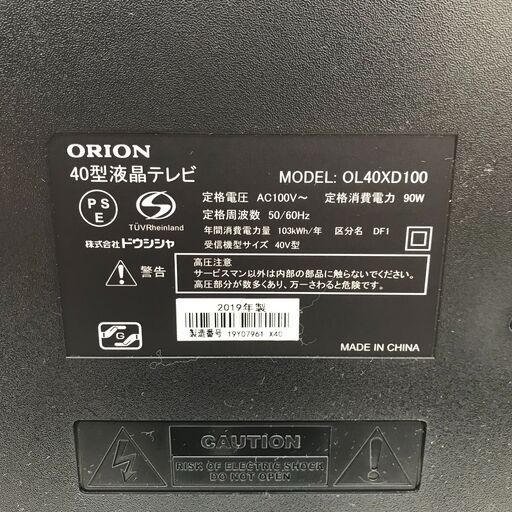 ORION
40型液晶テレビ
MODEL: OL40XD100
PS
E
TÜVRheinland
定格電圧 AC100V～ 定格消費電力 90W
定格周波数 50/60Hz
年間消費電力量 103kWh/年 区分名 DF1
受信機型サイズ 40V型
株式会社ドウシシャ
警告
高圧注意
サービスマン以外は内部の部品に触らないでください。
高圧部分が数多くあり、万一さわると危険です。
G
2019年製
製造番号 19Y07961 X40
MADE IN CHINA
CAUTION
RISK OF ELECTRIC SHOCK
DO NOT OPEN